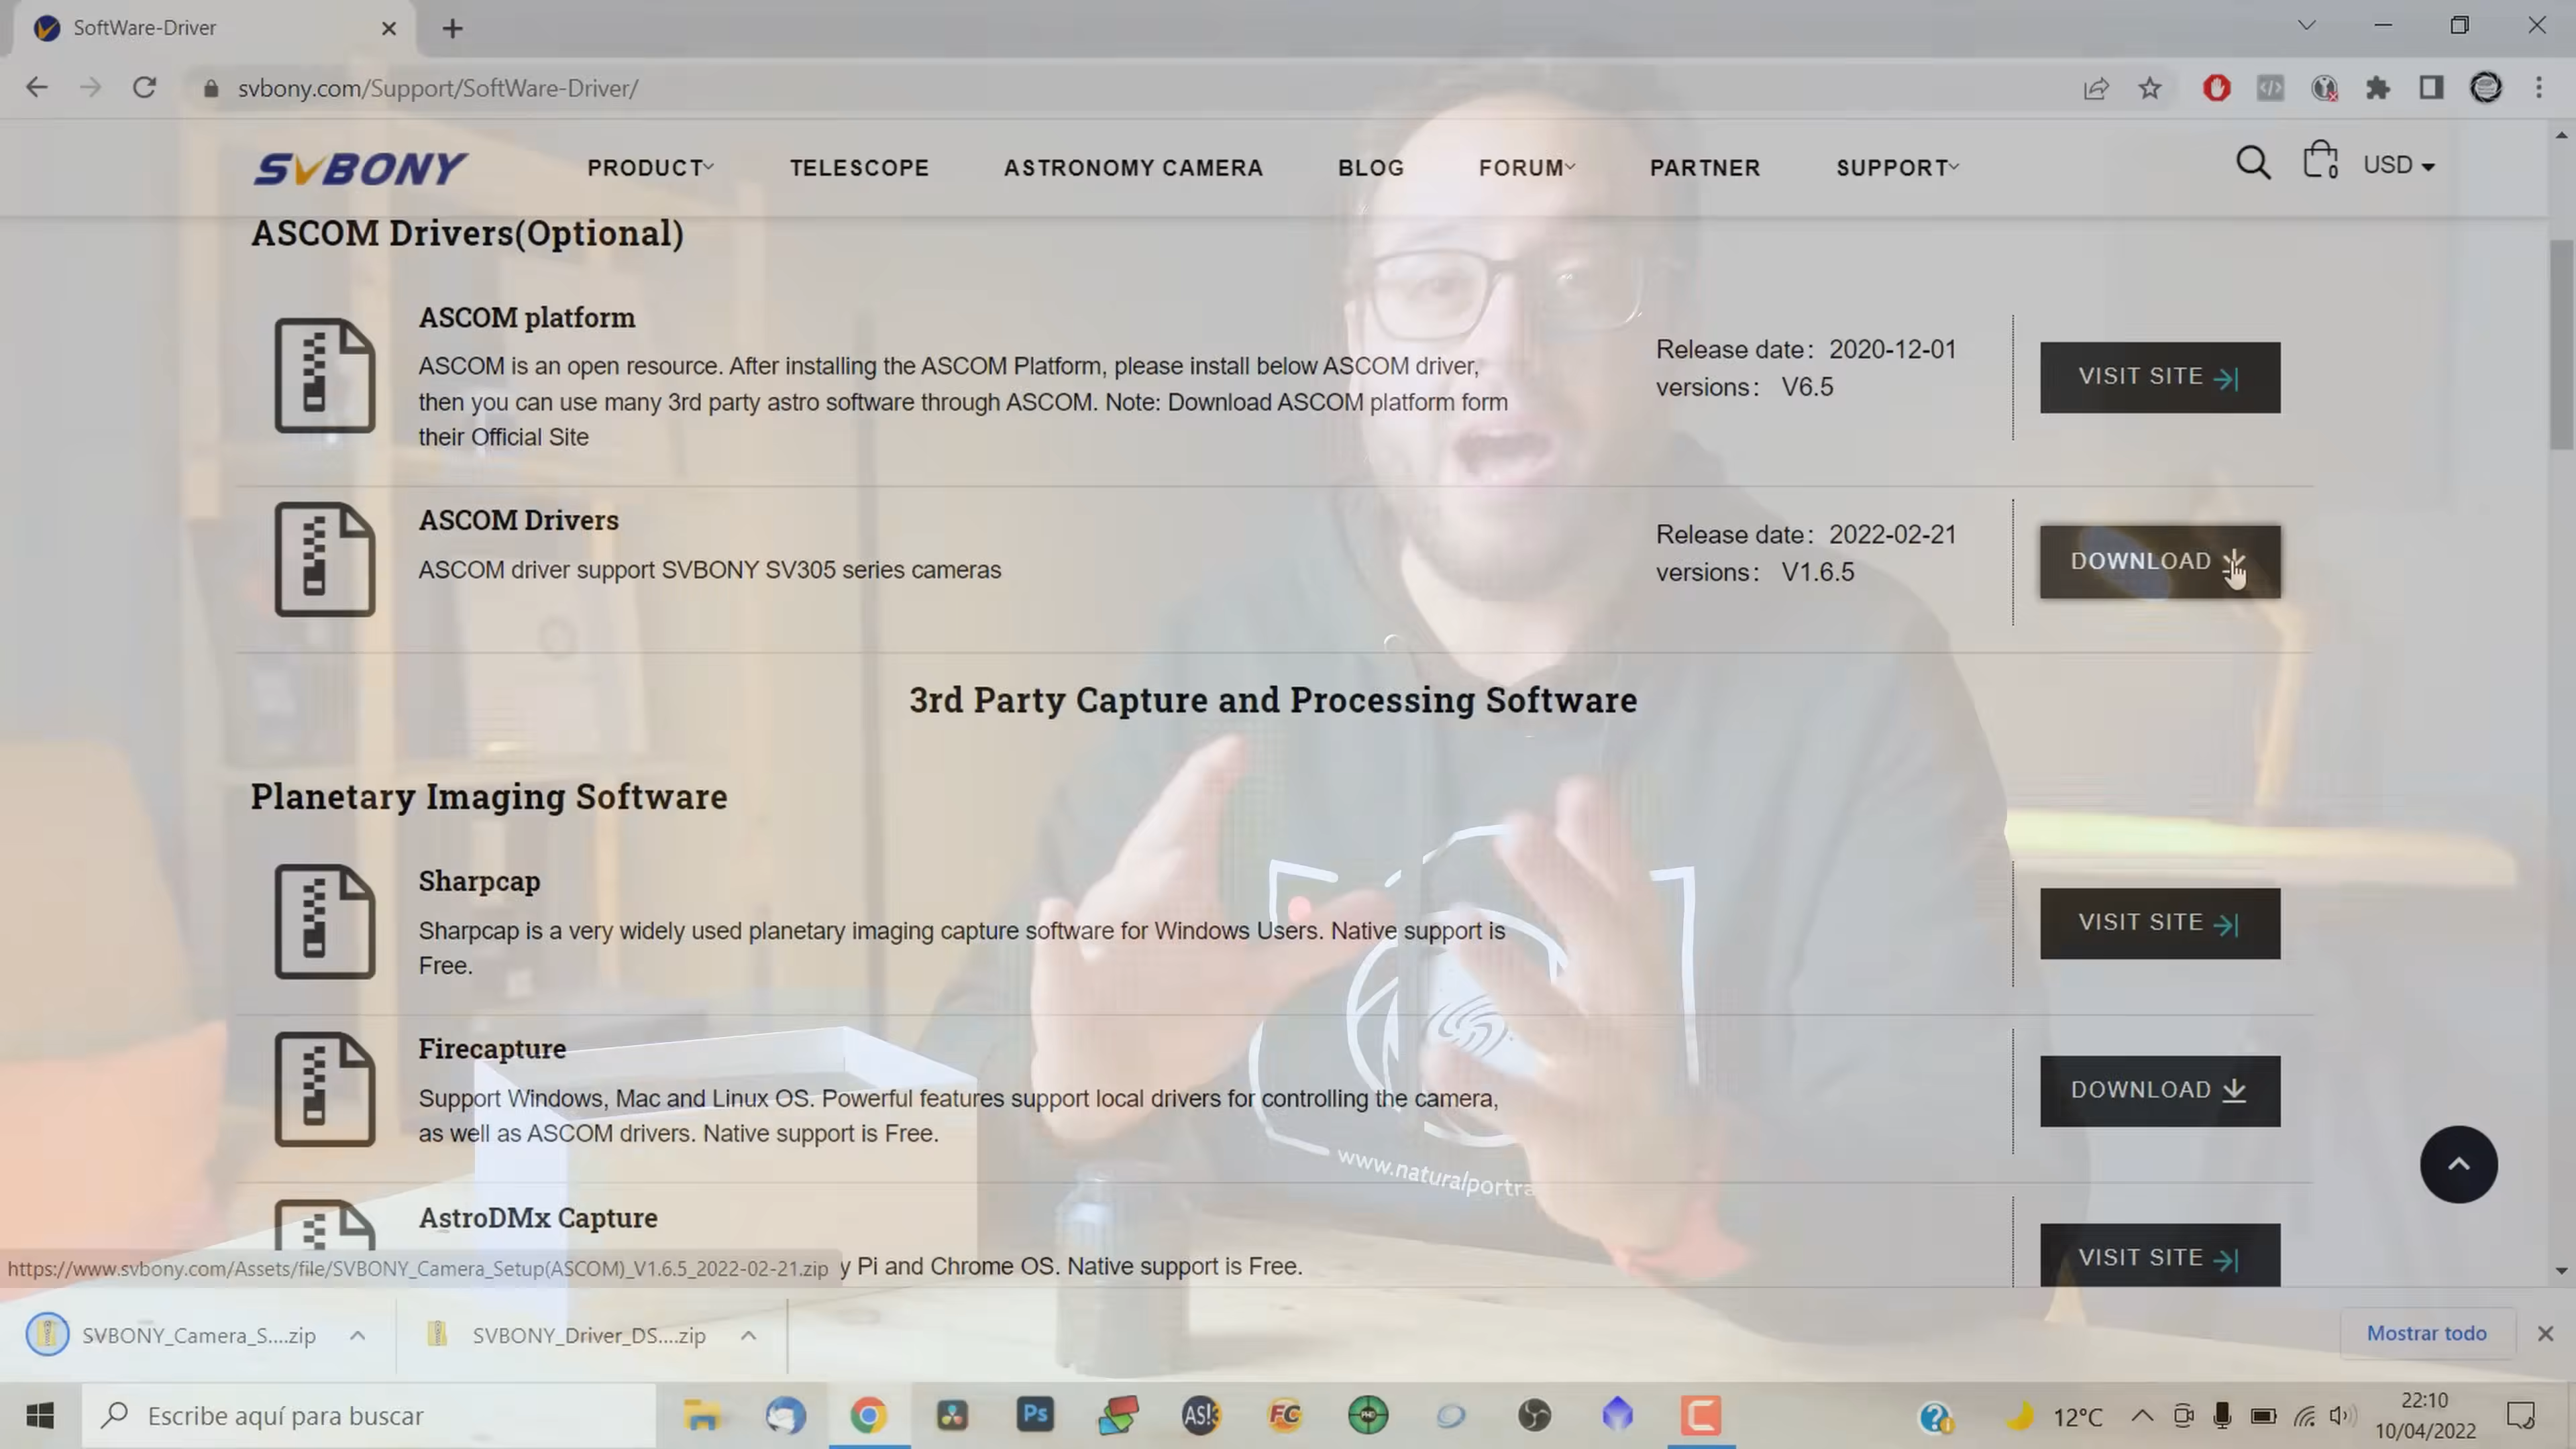 SoftWare-Driver
svbony.com/Support/SoftWare-Driver/
SVBONY
PRODUCT
TELESCOPE
ASTRONOMY CAMERA
BLOG
FORUM
PARTNER
SUPPORT
0
USD
ASCOM Drivers(Optional)
ASCOM platform
ASCOM is an open resource. After installing the ASCOM Platform, please install below ASCOM driver,
then you can use many 3rd party astro software through ASCOM. Note: Download ASCOM platform form
their Official Site
Release date: 2020-12-01
versions: V6.5
VISIT SITE
ASCOM Drivers
ASCOM driver support SVBONY SV305 series cameras
Release date: 2022-02-21
versions: V1.6.5
DOWNLOAD
3rd Party Capture and Processing Software
Planetary Imaging Software
Sharpcap
Sharpcap is a very widely used planetary imaging capture software for Windows Users. Native support is
Free.
VISIT SITE
Firecapture
Support Windows, Mac and Linux OS. Powerful features support local drivers for controlling the camera,
as well as ASCOM drivers. Native support is Free.
DOWNLOAD
www.naturalportra
AstroDMx Capture
y Pi and Chrome OS. Native support is Free.
VISIT SITE
https://www.svbony.com/Assets/file/SVBONY_Camera_Setup(ASCOM)_V1.6.5_2022-02-21.zip
SVBONY_Camera_S....zip
SVBONY_Driver_DS....zip
Mostrar todo
Escribe aquí para buscar
Ps
AS!3
FC
PHD
12°C
22:10
10/04/2022